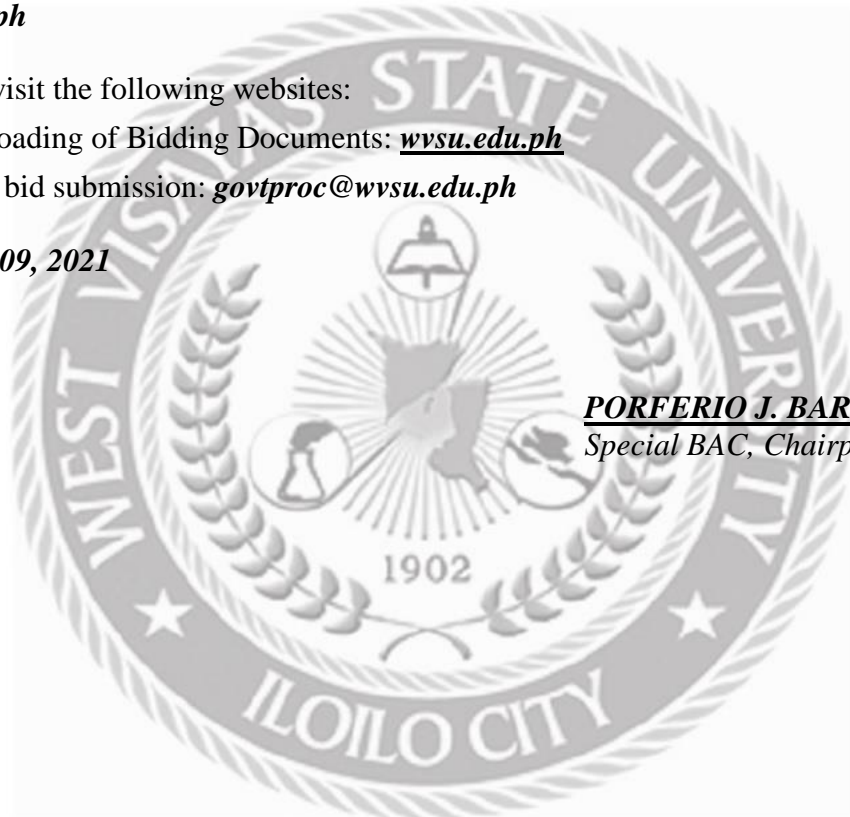 ph
visit the following websites:
oading of Bidding Documents: wvsu.edu.ph
bid submission: govtproc@wvsu.edu.ph
09, 2021
PORFERIO J. BAR
Special BAC, Chairp
WEST VISAYAS STATE UNIVERSITY
1902
ILOILO CITY